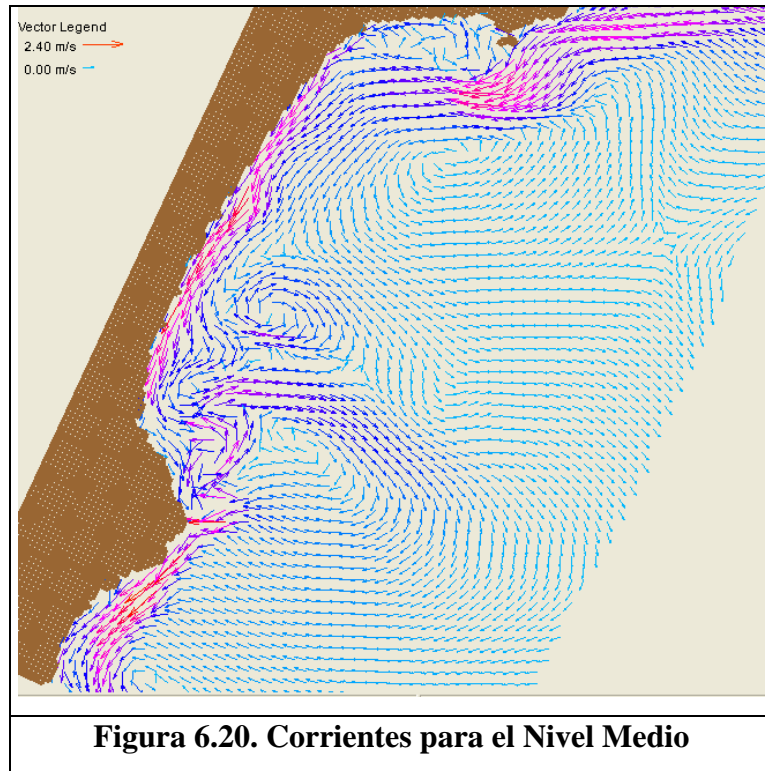 Vector Legend
2.40 m/s
0.00 m/s
Figura 6.20. Corrientes para el Nivel Medio